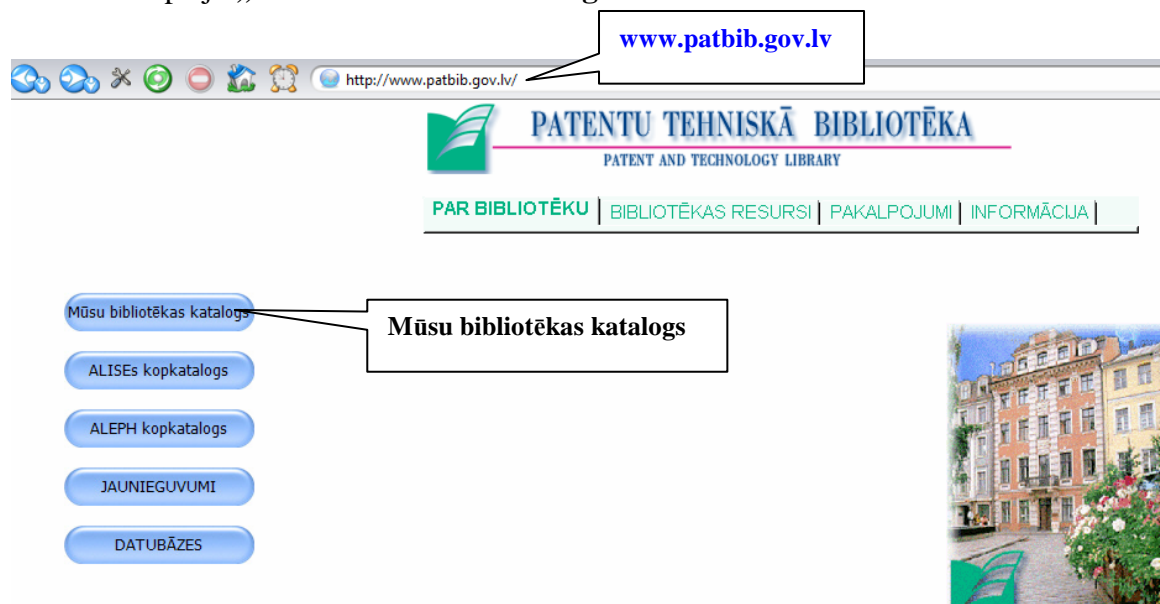 www.patbib.gov.lv
http://www.patbib.gov.lv/
PATENTU TEHNISKĀ BIBLIOTĒKA
PATENT AND TECHNOLOGY LIBRARY
PAR BIBLIOTĒKU | BIBLIOTĒKAS RESURSI | PAKALPOJUMI | INFORMĀCIJA |
Mūsu bibliotēkas katalogs
Mūsu bibliotēkas katalogs
ALISEs kopkatalogs
ALEPH kopkatalogs
JAUNIEGUVUMI
DATUBĀZES